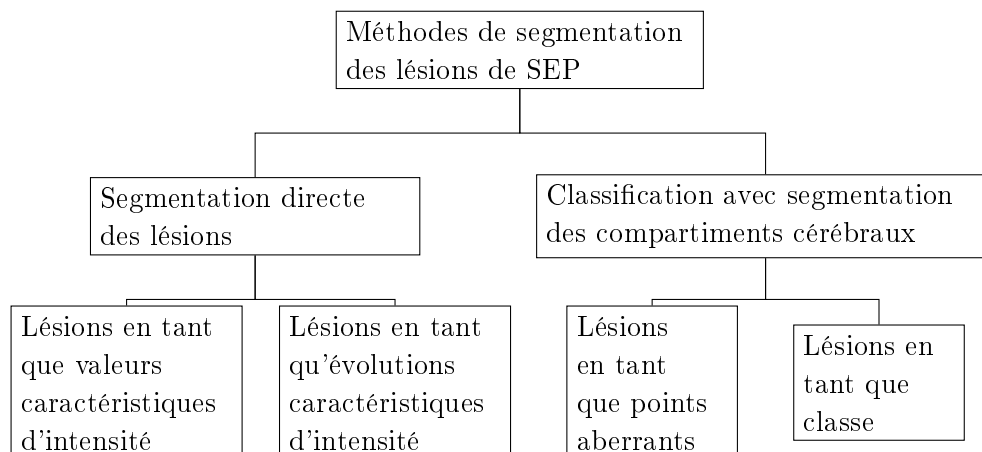 Méthodes de segmentation
des lésions de SEP
Segmentation directe
des lésions
Classification avec segmentation
des compartiments cérébraux
Lésions en tant
que valeurs
caractéristiques
d'intensité
Lésions en tant
qu'évolutions
caractéristiques
d'intensité
Lésions
en tant
que points
aberrants
Lésions en
tant que
classe